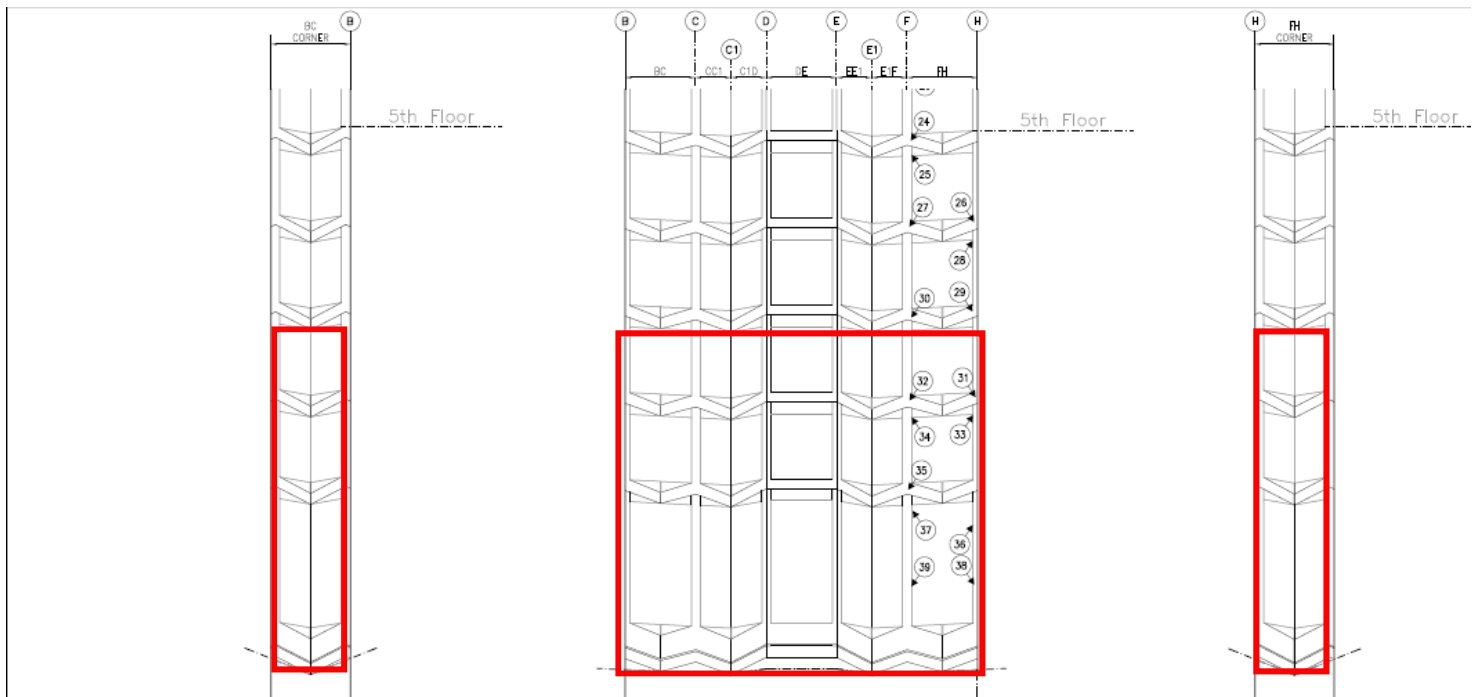 BC
CORNER
B
B
C
D
E
F
H
H
FH
CORNER
C1
E1
BC
CC1
C1D
DE
EE1
E1F
FH
5th Floor
5th Floor
5th Floor
24
25
27
26
28
30
29
32
31
34
33
35
37
36
39
38